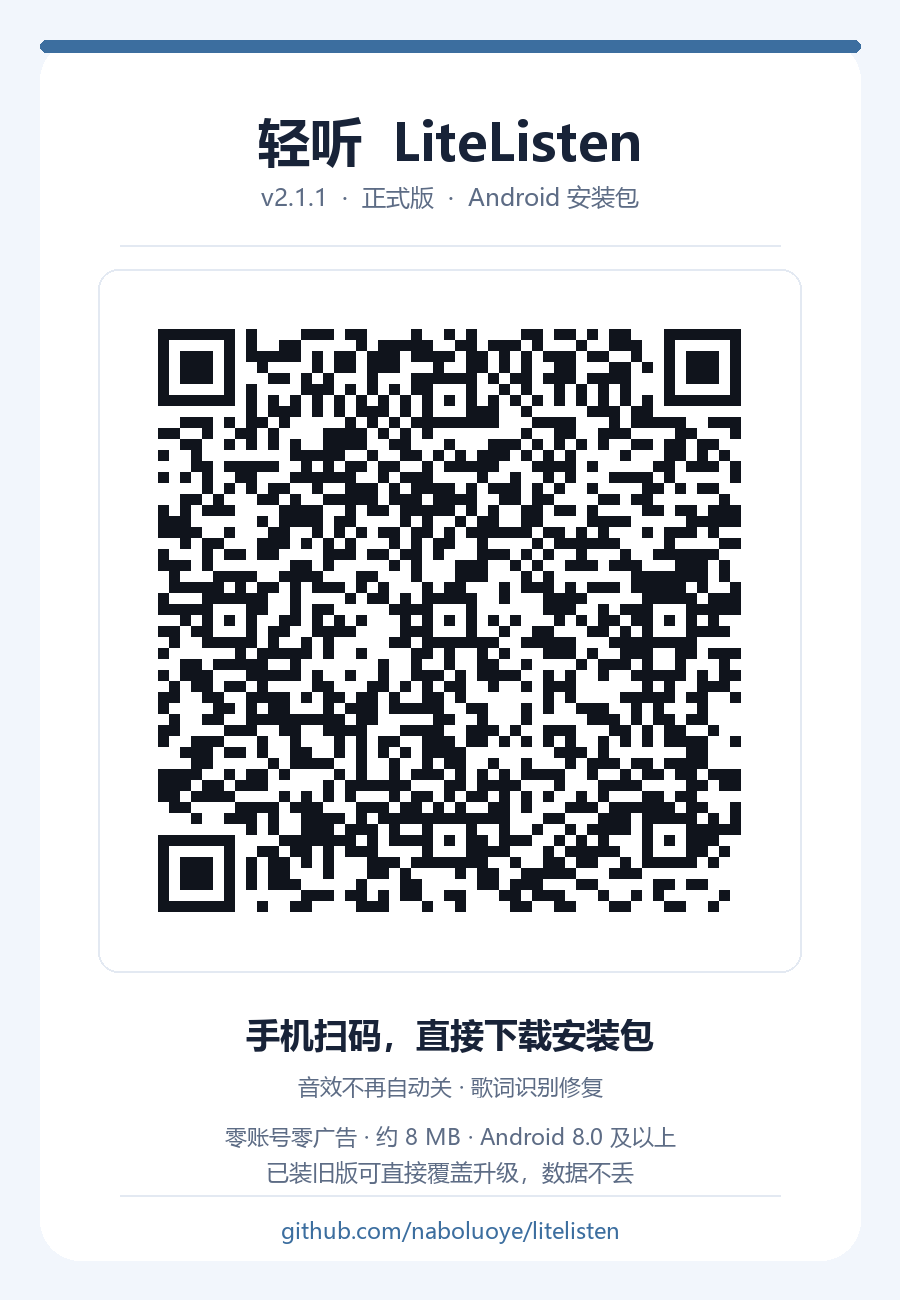 轻听 LiteListen
v2.1.1 · 正式版 · Android 安装包
手机扫码，直接下载安装包
音效不再自动关 · 歌词识别修复
零账号零广告 · 约 8 MB · Android 8.0 及以上
已装旧版可直接覆盖升级，数据不丢
github.com/naboluoye/litelisten